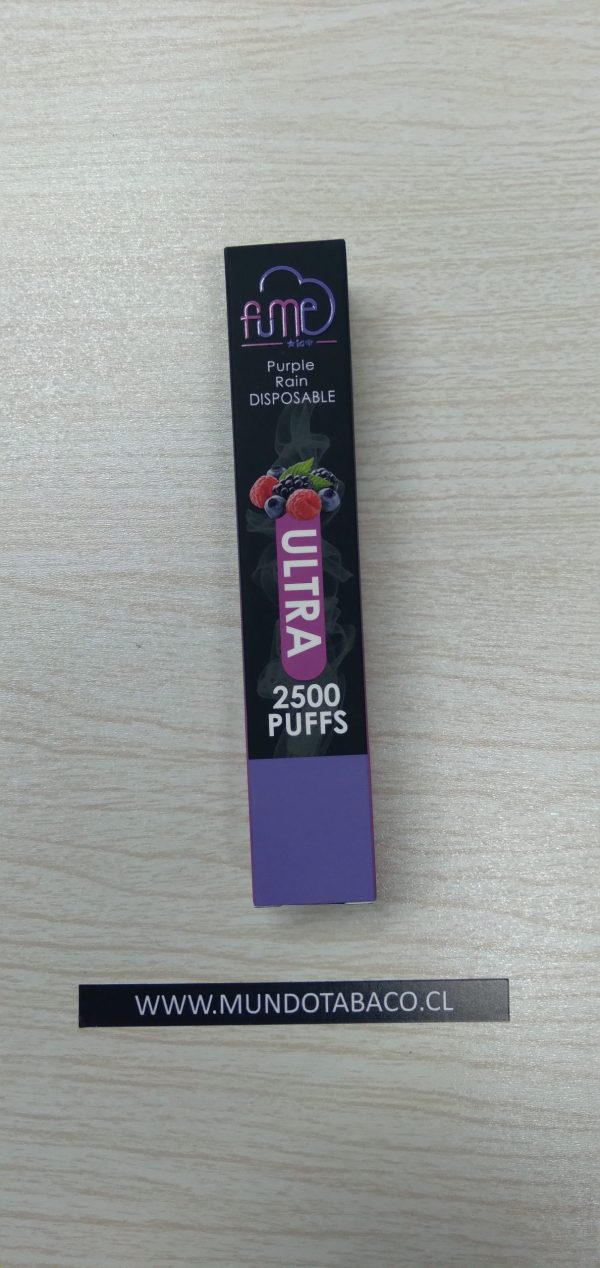 fume
Purple
Rain
DISPOSABLE
ULTRA
2500
PUFFS
WWW.MUNDOTABACO.CL